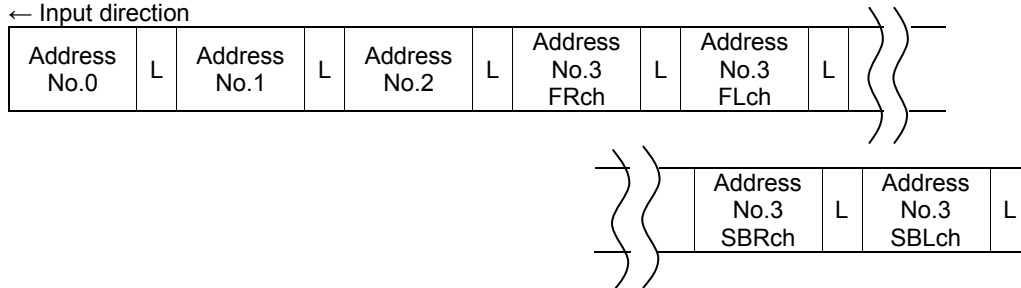 ← Input direction
Address No.0
L
Address No.1
L
Address No.2
L
Address No.3 FRch
L
Address No.3 FLch
L
Address No.3 SBRch
L
Address No.3 SBLch
L